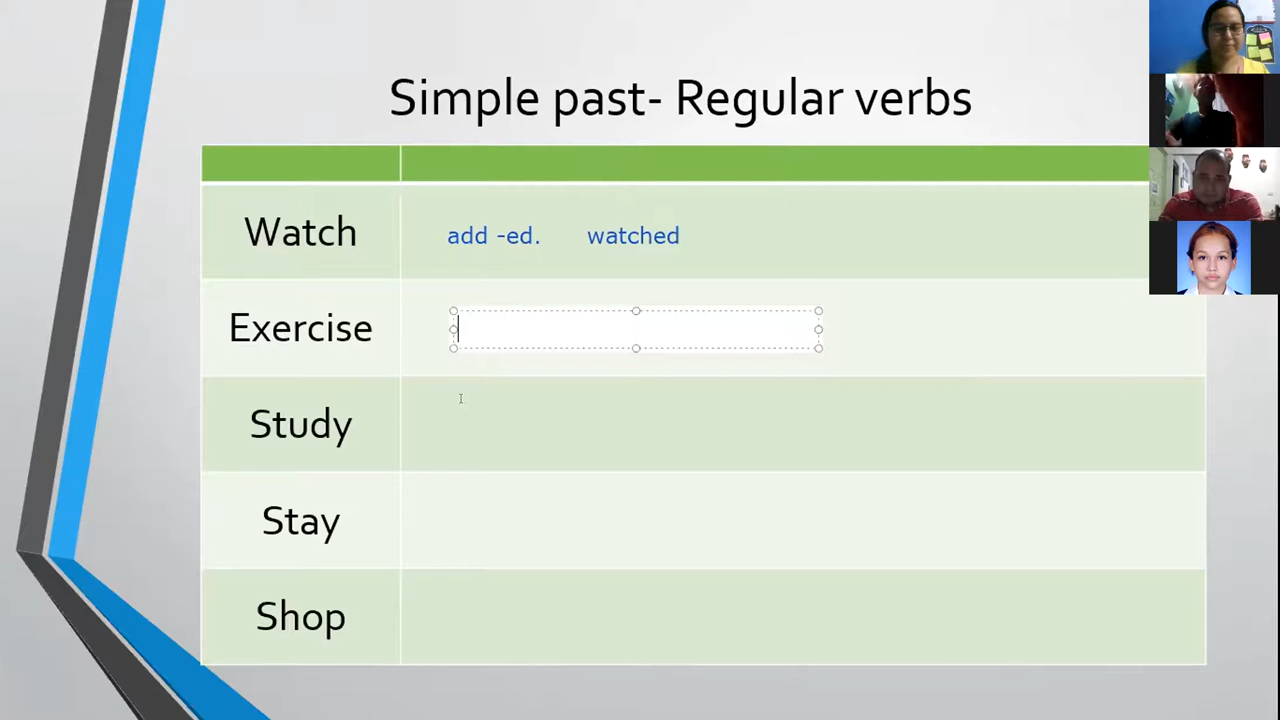 Simple past- Regular verbs
Watch add -ed. watched
Exercise
Study
Stay
Shop